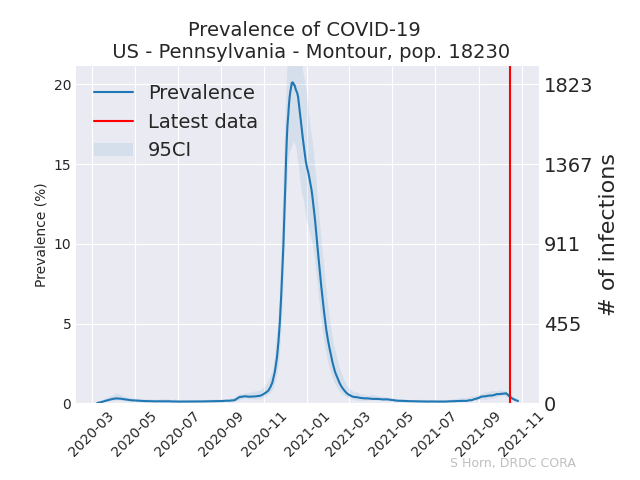 Prevalence of COVID-19
US - Pennsylvania - Montour, pop. 18230
Prevalence
Latest data
95CI
Prevalence (%)
20
15
10
5
0
1823
1367
911
455
0
# of infections
2020-03
2020-05
2020-07
2020-09
2020-11
2021-01
2021-03
2021-05
2021-07
2021-09
2021-11
S Horn, DRDC CORA